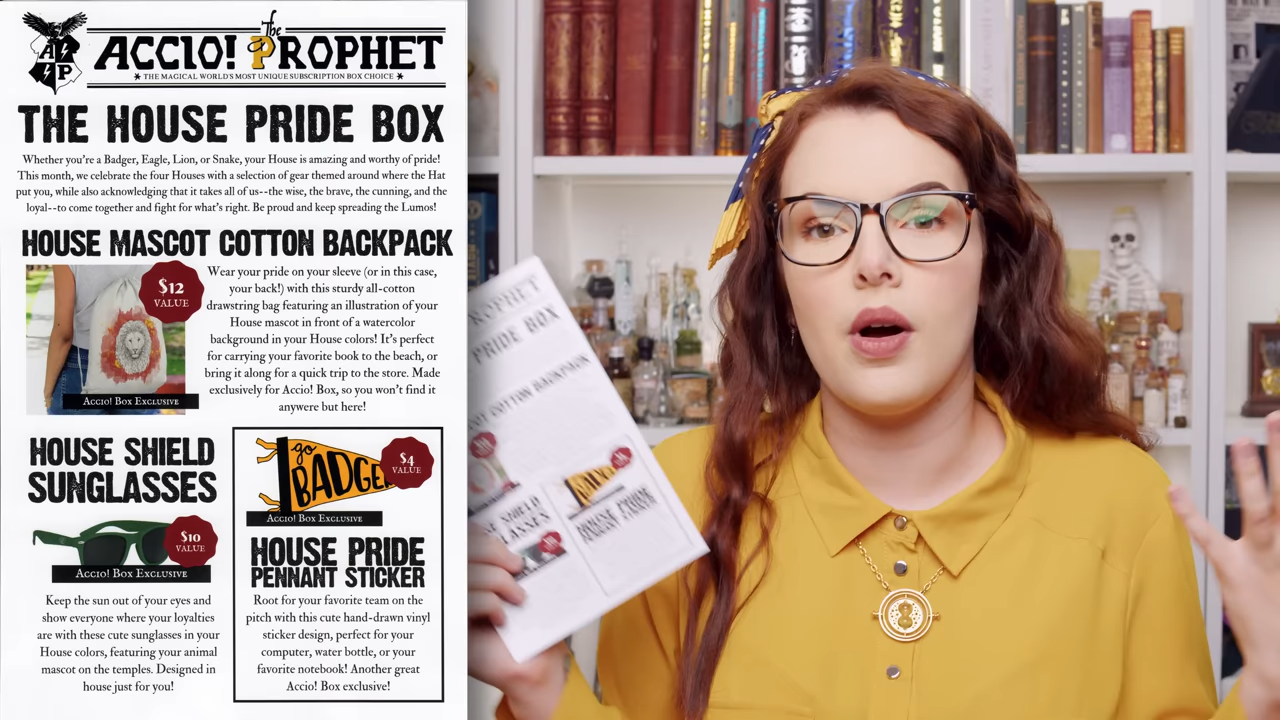 A P
ACCIO! The PROPHET
★ THE MAGICAL WORLD'S MOST UNIQUE SUBSCRIPTION BOX CHOICE ★
THE HOUSE PRIDE BOX
Whether you're a Badger, Eagle, Lion, or Snake, your House is amazing and worthy of pride!
This month, we celebrate the four Houses with a selection of gear themed around where the Hat
put you, while also acknowledging that it takes all of us--the wise, the brave, the cunning, and the
loyal--to come together and fight for what's right. Be proud and keep spreading the Lumos!
HOUSE MASCOT COTTON BACKPACK
$12
VALUE
Accio! Box Exclusive
Wear your pride on your sleeve (or in this case,
your back!) with this sturdy all-cotton
drawstring bag featuring an illustration of your
House mascot in front of a watercolor
background in your House colors! It's perfect
for carrying your favorite book to the beach, or
bring it along for a quick trip to the store. Made
exclusively for Accio! Box, so you won't find it
anywere but here!
HOUSE SHIELD
SUNGLASSES
$10
VALUE
Accio! Box Exclusive
Keep the sun out of your eyes and
show everyone where your loyalties
are with these cute sunglasses in your
House colors, featuring your animal
mascot on the temples. Designed in
house just for you!
go
BADGE
$4
VALUE
Accio! Box Exclusive
HOUSE PRIDE
PENNANT STICKER
Root for your favorite team on the
pitch with this cute hand-drawn vinyl
sticker design, perfect for your
computer, water bottle, or your
favorite notebook! Another great
Accio! Box exclusive!
PROPHET
PRIDE BOX
COTTON BACKPACK
HOUSE PRIDE